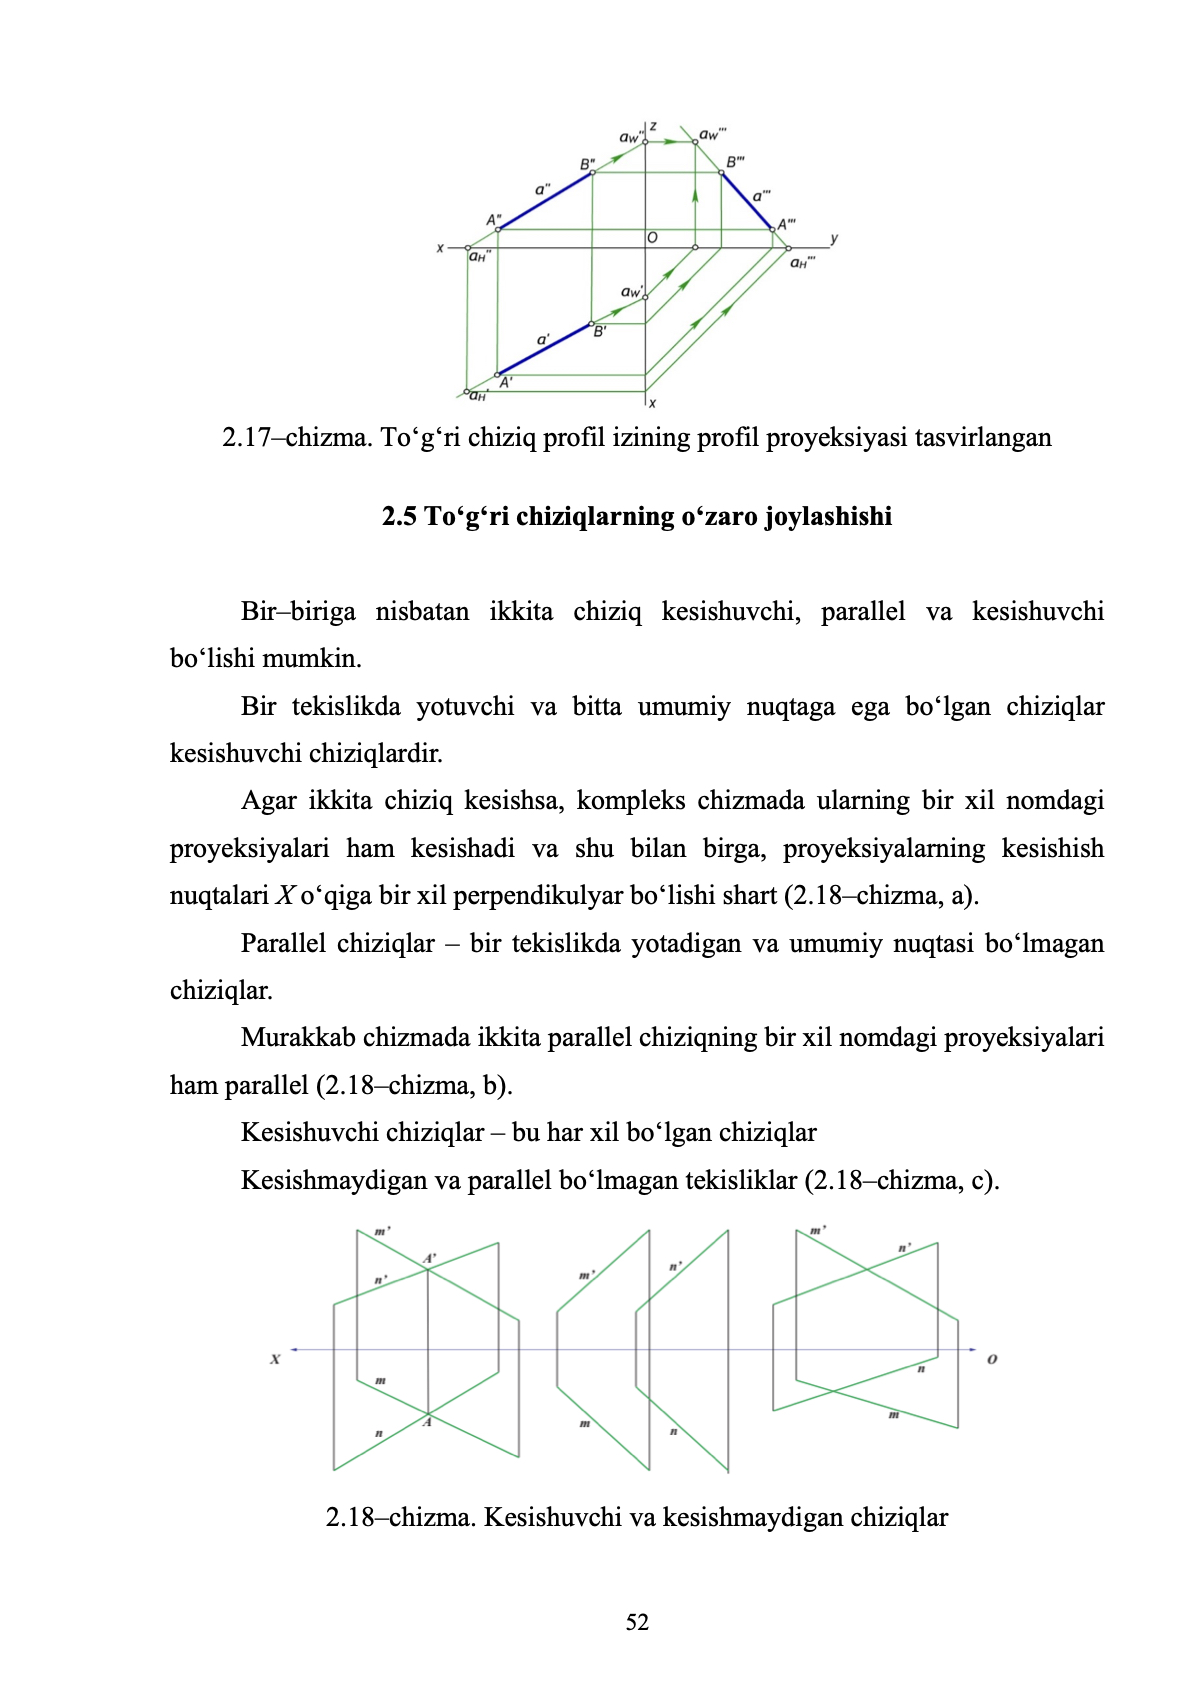 aw" z aw'''
B" B'''
a" a'''
A" A'''
O y
x aH" aH'''
aw'
B'
a'
A'
aH'
x
2.17–chizma. To‘g‘ri chiziq profil izining profil proyeksiyasi tasvirlangan
2.5 To‘g‘ri chiziqlarning o‘zaro joylashishi
Bir–biriga nisbatan ikkita chiziq kesishuvchi, parallel va kesishuvchi
bo‘lishi mumkin.
Bir tekislikda yotuvchi va bitta umumiy nuqtaga ega bo‘lgan chiziqlar
kesishuvchi chiziqlardir.
Agar ikkita chiziq kesishsa, kompleks chizmada ularning bir xil nomdagi
proyeksiyalari ham kesishadi va shu bilan birga, proyeksiyalarning kesishish
nuqtalari X o‘qiga bir xil perpendikulyar bo‘lishi shart (2.18–chizma, a).
Parallel chiziqlar – bir tekislikda yotadigan va umumiy nuqtasi bo‘lmagan
chiziqlar.
Murakkab chizmada ikkita parallel chiziqning bir xil nomdagi proyeksiyalari
ham parallel (2.18–chizma, b).
Kesishuvchi chiziqlar – bu har xil bo‘lgan chiziqlar
Kesishmaydigan va parallel bo‘lmagan tekisliklar (2.18–chizma, c).
m’ m’
A’ n’
n’ m’ n’
X O
m n
A m n m
n
2.18–chizma. Kesishuvchi va kesishmaydigan chiziqlar
52